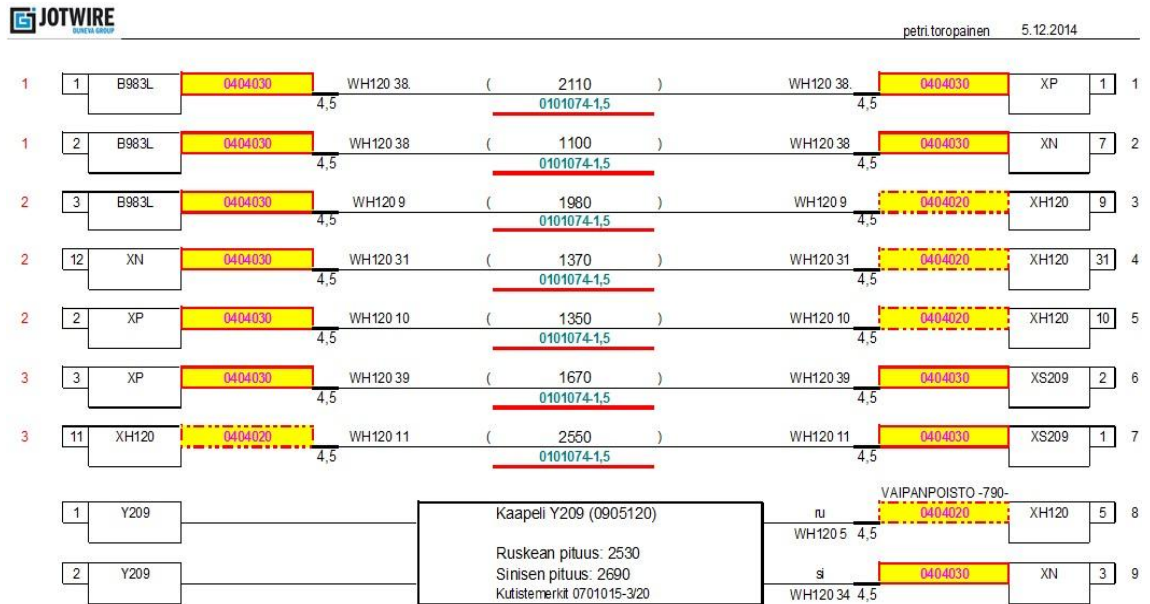 JOTWIRE
DUNEVA GROUP
petri.toropainen 5.12.2014
1 1 B983L 0404030 4,5 WH120 38. ( 2110 ) WH120 38. 4,5 0404030 XP 1 1
0101074-1,5
1 2 B983L 0404030 4,5 WH120 38 ( 1100 ) WH120 38 4,5 0404030 XN 7 2
0101074-1,5
2 3 B983L 0404030 4,5 WH120 9 ( 1980 ) WH120 9 4,5 0404020 XH120 9 3
0101074-1,5
2 12 XN 0404030 4,5 WH120 31 ( 1370 ) WH120 31 4,5 0404020 XH120 31 4
0101074-1,5
2 2 XP 0404030 4,5 WH120 10 ( 1350 ) WH120 10 4,5 0404020 XH120 10 5
0101074-1,5
3 3 XP 0404030 4,5 WH120 39 ( 1670 ) WH120 39 4,5 0404030 XS209 2 6
0101074-1,5
3 11 XH120 0404020 4,5 WH120 11 ( 2550 ) WH120 11 4,5 0404030 XS209 1 7
0101074-1,5
VAIPANPOISTO -790-
1 Y209 Kaapeli Y209 (0905120) ru 0404020 XH120 5 8
WH120 5 4,5
Ruskean pituus: 2530
2 Y209 Sinisen pituus: 2690 si 0404030 XN 3 9
Kutistemerkit 0701015-3/20 WH120 34 4,5